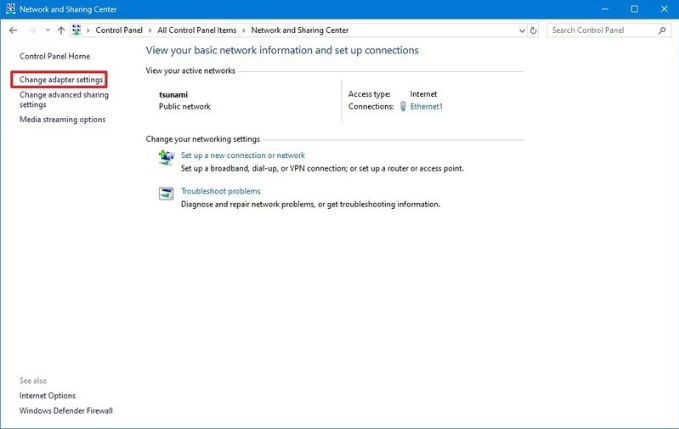 Network and Sharing Center
Control Panel > All Control Panel Items > Network and Sharing Center
Search Control Panel
Control Panel Home
Change adapter settings
Change advanced sharing
settings
Media streaming options
View your basic network information and set up connections
View your active networks
tsunami
Public network
Access type: Internet
Connections: Ethernet1
Change your networking settings
Set up a new connection or network
Set up a broadband, dial-up, or VPN connection; or set up a router or access point.
Troubleshoot problems
Diagnose and repair network problems, or get troubleshooting information.
See also
Internet Options
Windows Defender Firewall